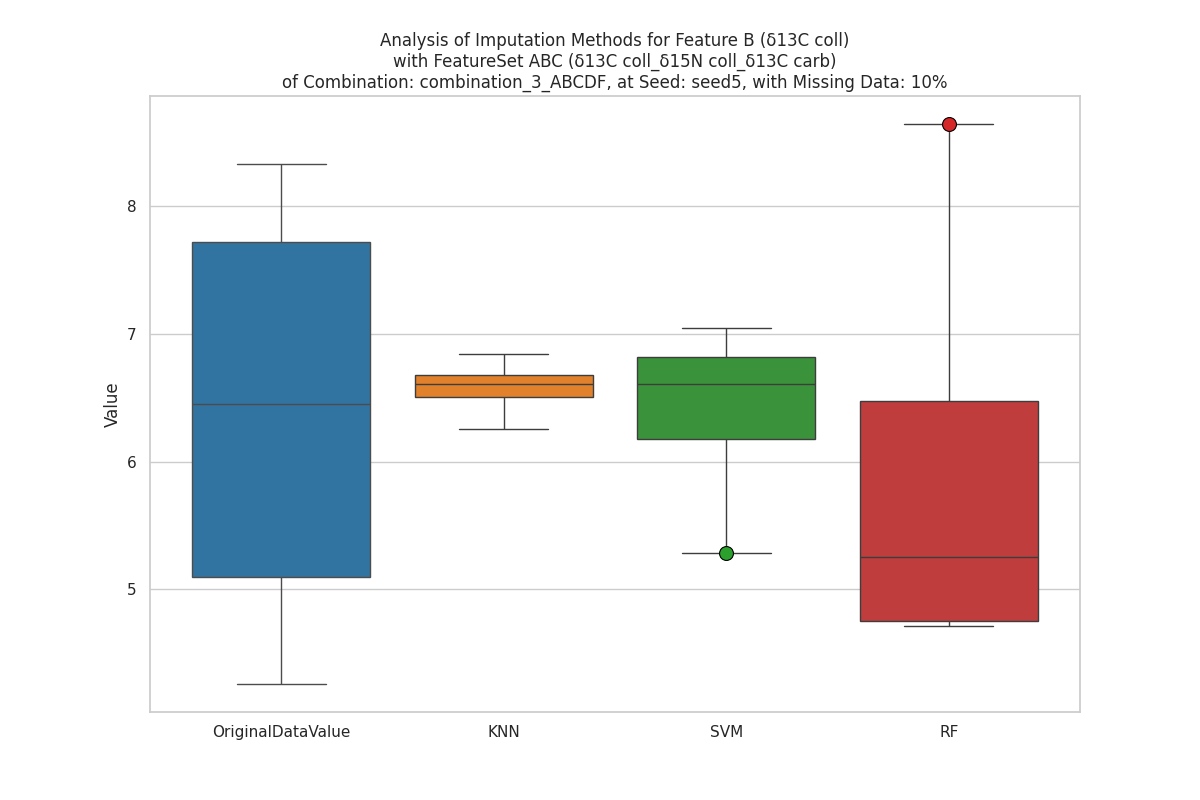 Analysis of Imputation Methods for Feature B (δ13C coll)
with FeatureSet ABC (δ13C coll_δ15N coll_δ13C carb)
of Combination: combination_3_ABCDF, at Seed: seed5, with Missing Data: 10%
8
7
6
5
Value
OriginalDataValue
KNN
SVM
RF